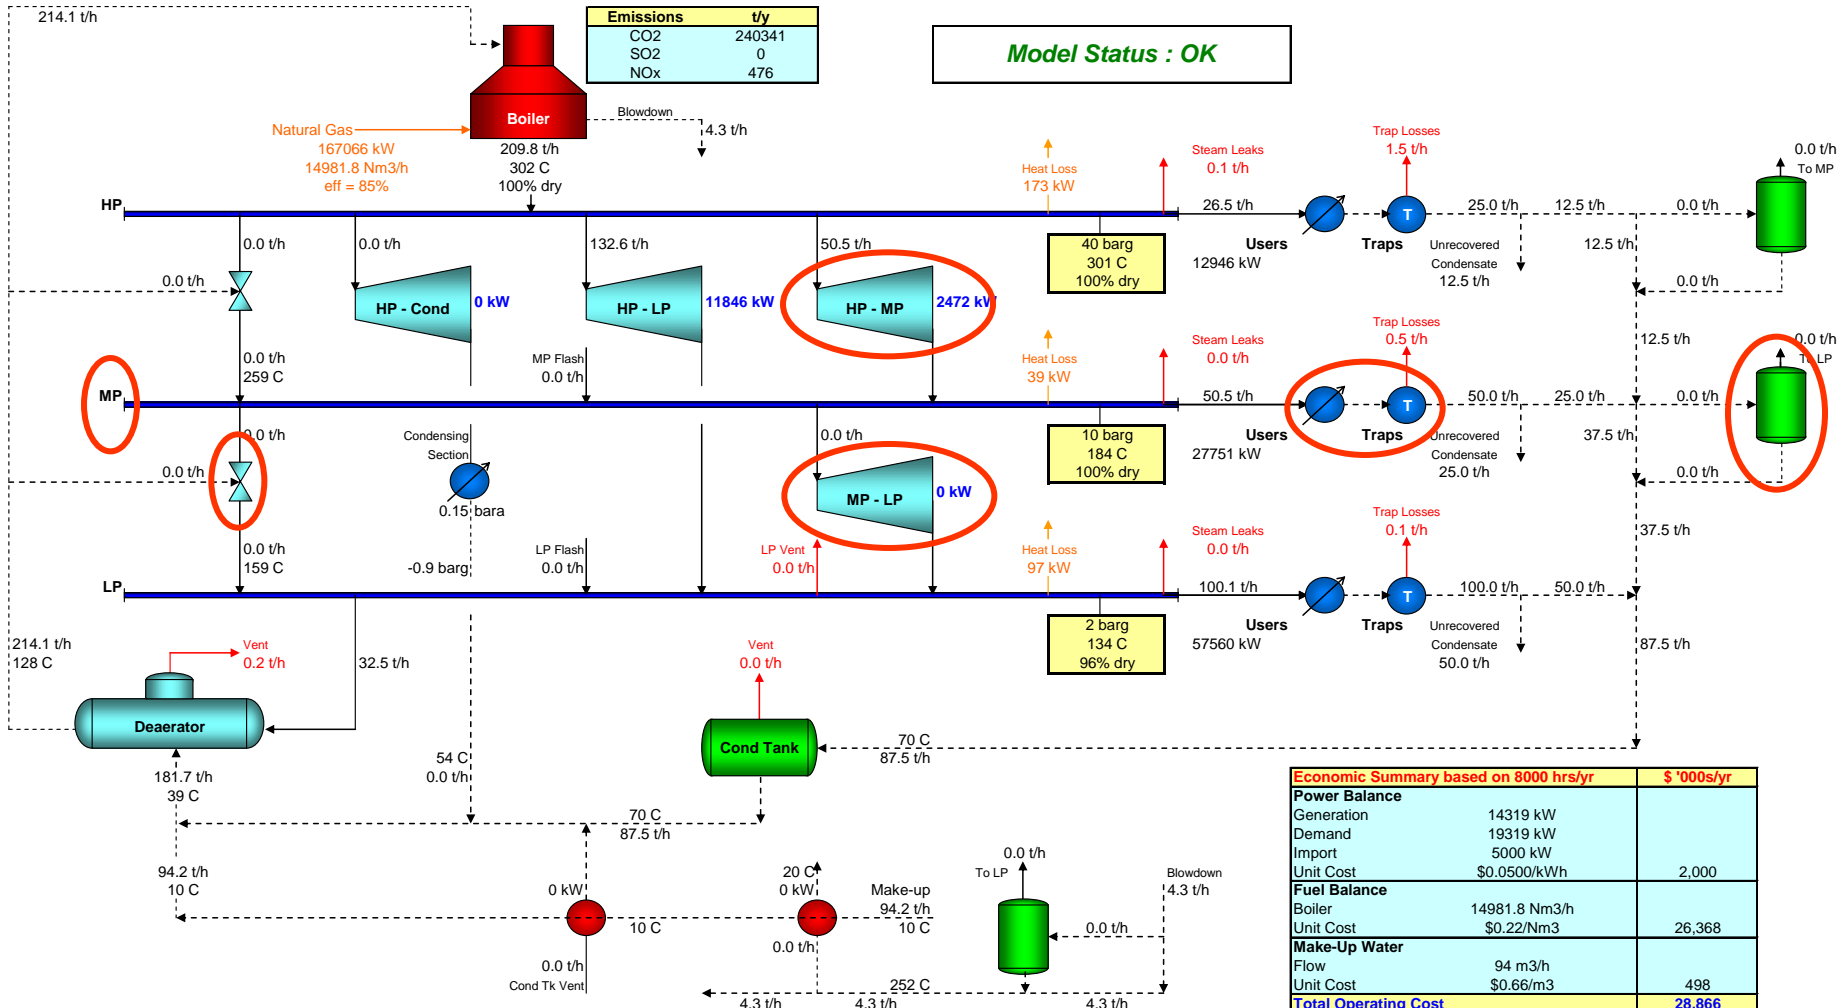 214.1 t/h
Emissions t/y
CO2 240341
SO2 0
NOx 476
Model Status : OK
Boiler
Blowdown
4.3 t/h
Natural Gas
167066 kW
14981.8 Nm3/h
eff = 85%
209.8 t/h
302 C
100% dry
Heat Loss
173 kW
Steam Leaks
0.1 t/h
Trap Losses
1.5 t/h
0.0 t/h
To MP
HP
0.0 t/h
0.0 t/h
132.6 t/h
50.5 t/h
40 barg
301 C
100% dry
26.5 t/h
Users
12946 kW
T
Traps
25.0 t/h
12.5 t/h
0.0 t/h
Unrecovered
Condensate
12.5 t/h
12.5 t/h
0.0 t/h
0.0 t/h
HP - Cond
0 kW
HP - LP
11846 kW
HP - MP
2472 kW
0.0 t/h
259 C
MP Flash
0.0 t/h
Heat Loss
39 kW
Steam Leaks
0.0 t/h
Trap Losses
0.5 t/h
12.5 t/h
0.0 t/h
To LP
MP
0.0 t/h
Condensing
Section
0.15 bara
0.0 t/h
10 barg
184 C
100% dry
50.5 t/h
Users
27751 kW
T
Traps
50.0 t/h
25.0 t/h
0.0 t/h
Unrecovered
Condensate
25.0 t/h
37.5 t/h
0.0 t/h
0.0 t/h
MP - LP
0 kW
0.0 t/h
159 C
-0.9 barg
LP Flash
0.0 t/h
LP Vent
0.0 t/h
Heat Loss
97 kW
Steam Leaks
0.0 t/h
Trap Losses
0.1 t/h
37.5 t/h
LP
2 barg
134 C
96% dry
100.1 t/h
Users
57560 kW
T
Traps
100.0 t/h
50.0 t/h
Unrecovered
Condensate
50.0 t/h
87.5 t/h
214.1 t/h
128 C
Vent
0.2 t/h
32.5 t/h
Deaerator
Vent
0.0 t/h
Cond Tank
70 C
87.5 t/h
54 C
0.0 t/h
181.7 t/h
39 C
70 C
87.5 t/h
94.2 t/h
10 C
0 kW
10 C
0.0 t/h
Cond Tk Vent
20 C
0 kW
0.0 t/h
Make-up
94.2 t/h
10 C
0.0 t/h
To LP
Blowdown
4.3 t/h
0.0 t/h
252 C
4.3 t/h
4.3 t/h
4.3 t/h
Economic Summary based on 8000 hrs/yr $ '000s/yr
Power Balance
Generation 14319 kW
Demand 19319 kW
Import 5000 kW
Unit Cost $0.0500/kWh 2,000
Fuel Balance
Boiler 14981.8 Nm3/h
Unit Cost $0.22/Nm3 26,368
Make-Up Water
Flow 94 m3/h
Unit Cost $0.66/m3 498
Total Operating Cost 28,866